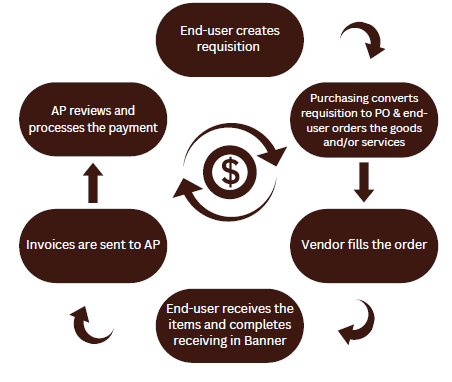 End-user creates
requisition
Purchasing converts
requisition to PO & end-
user orders the goods
and/or services
Vendor fills the order
End-user receives the
items and completes
receiving in Banner
Invoices are sent to AP
AP reviews and
processes the payment
$